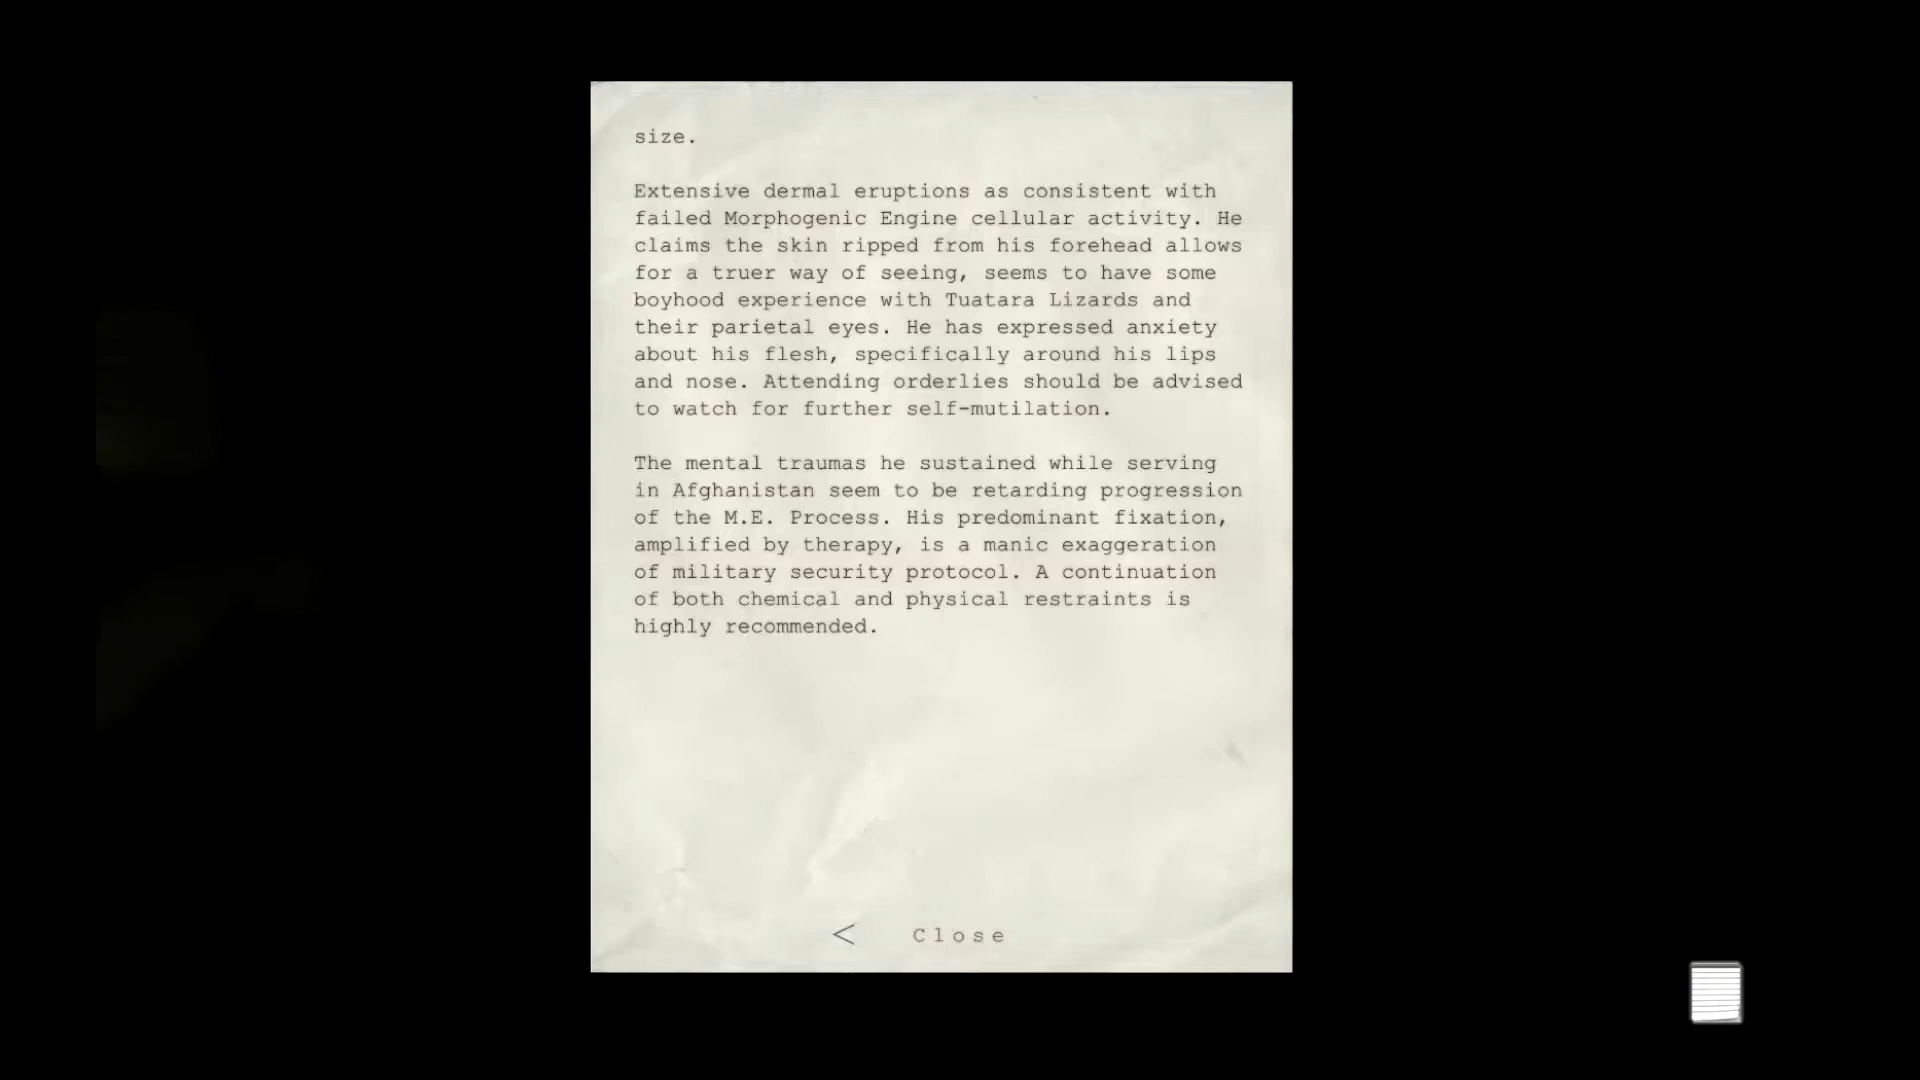 size.
Extensive dermal eruptions as consistent with
failed Morphogenic Engine cellular activity. He
claims the skin ripped from his forehead allows
for a truer way of seeing, seems to have some
boyhood experience with Tuatara Lizards and
their parietal eyes. He has expressed anxiety
about his flesh, specifically around his lips
and nose. Attending orderlies should be advised
to watch for further self-mutilation.
The mental traumas he sustained while serving
in Afghanistan seem to be retarding progression
of the M.E. Process. His predominant fixation,
amplified by therapy, is a manic exaggeration
of military security protocol. A continuation
of both chemical and physical restraints is
highly recommended.
< Close